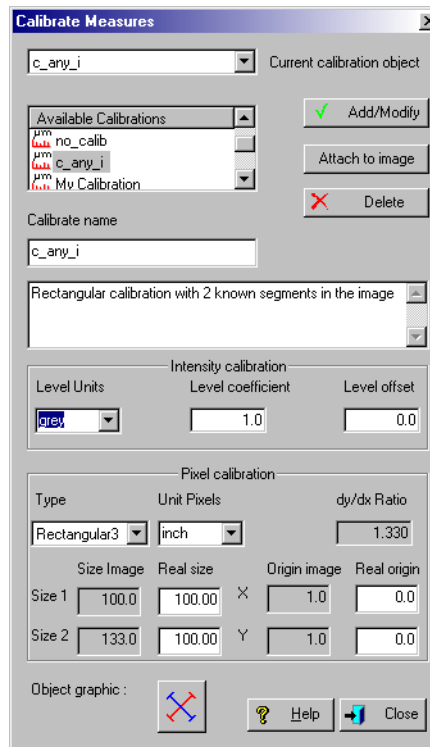 Calibrate Measures
c_any_i
Current calibration object
Available Calibrations
µm no_calib
µm c_any_i
µm My Calibration
Add/Modify
Attach to image
Delete
Calibrate name
c_any_i
Rectangular calibration with 2 known segments in the image
Intensity calibration
Level Units Level coefficient Level offset
grey 1.0 0.0
Pixel calibration
Type Unit Pixels dy/dx Ratio
Rectangular3 inch 1.330
Size Image Real size Origin image Real origin
Size 1 100.0 100.00 X 1.0 0.0
Size 2 133.0 100.00 Y 1.0 0.0
Object graphic :
? Help Close